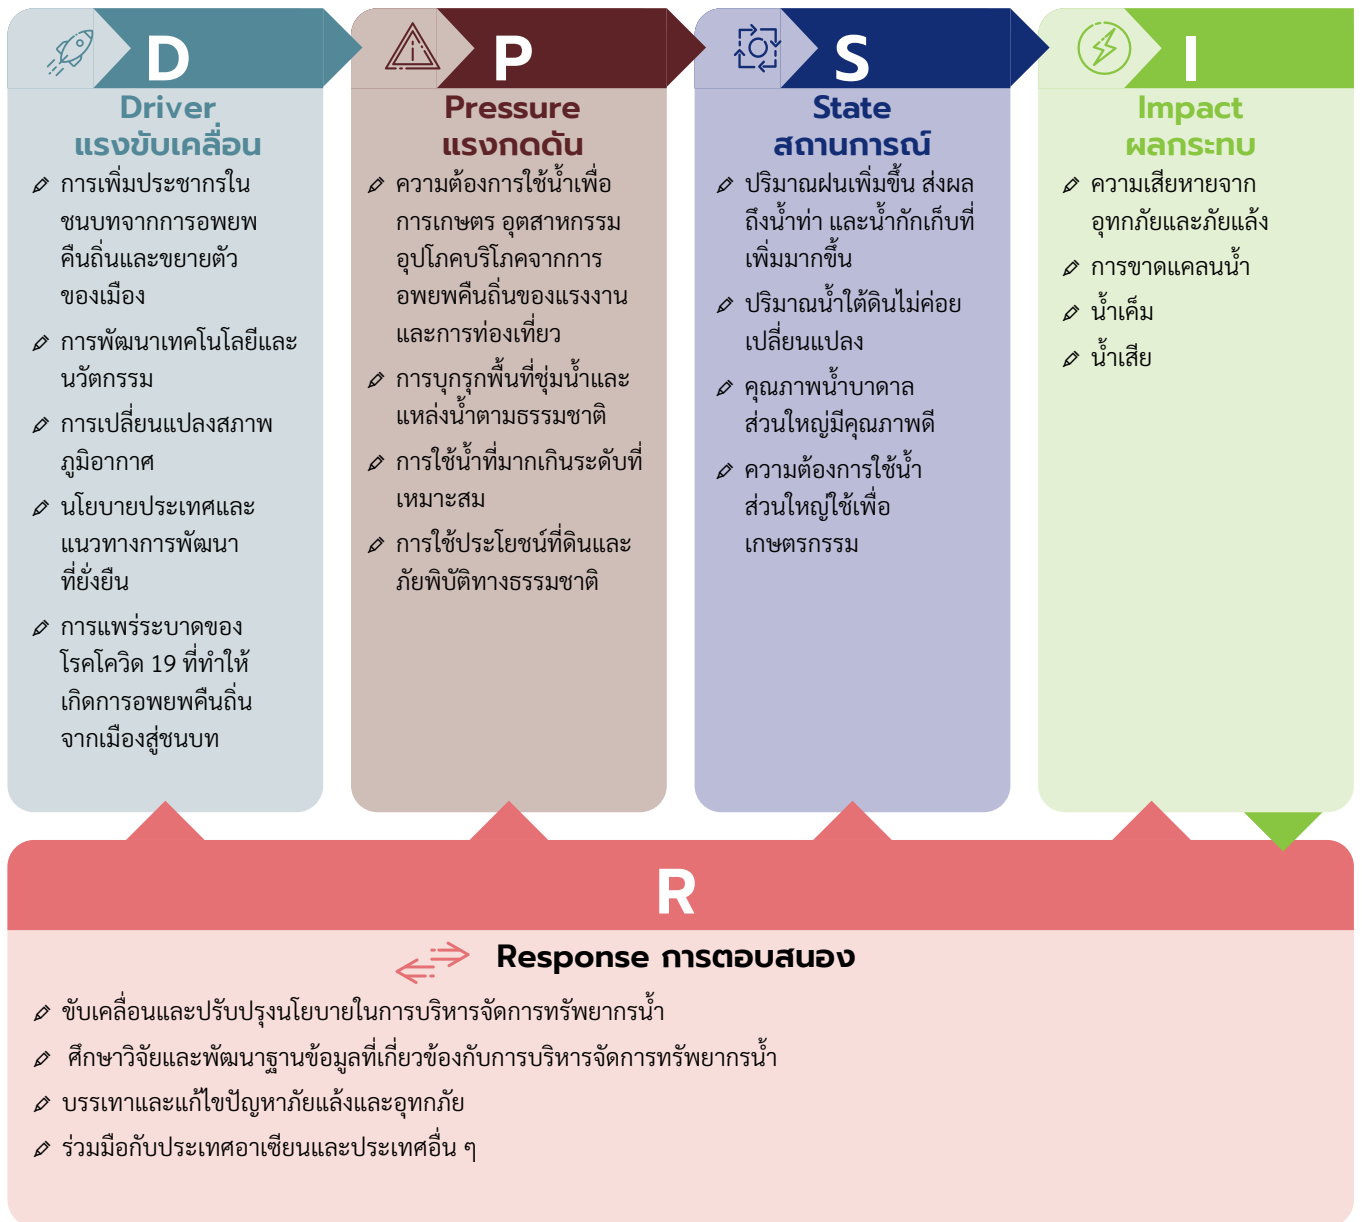 D
Driver
แรงขับเคลื่อน
การเพิ่มประชากรใน
ชนบทจากการอพยพ
คืนถิ่นและขยายตัว
ของเมือง
การพัฒนาเทคโนโลยีและ
นวัตกรรม
การเปลี่ยนแปลงสภาพ
ภูมิอากาศ
นโยบายประเทศและ
แนวทางการพัฒนา
ที่ยั่งยืน
การแพร่ระบาดของ
โรคโควิด 19 ที่ทำให้
เกิดการอพยพคืนถิ่น
จากเมืองสู่ชนบท
P
Pressure
แรงกดดัน
ความต้องการใช้น้ำเพื่อ
การเกษตร อุตสาหกรรม
อุปโภคบริโภคจากการ
อพยพคืนถิ่นของแรงงาน
และการท่องเที่ยว
การบุกรุกพื้นที่ชุ่มน้ำและ
แหล่งน้ำตามธรรมชาติ
การใช้น้ำที่มากเกินระดับที่
เหมาะสม
การใช้ประโยชน์ที่ดินและ
ภัยพิบัติทางธรรมชาติ
S
State
สถานการณ์
ปริมาณฝนเพิ่มขึ้น ส่งผล
ถึงน้ำท่า และน้ำกักเก็บที่
เพิ่มมากขึ้น
ปริมาณน้ำใต้ดินไม่ค่อย
เปลี่ยนแปลง
คุณภาพน้ำบาดาล
ส่วนใหญ่มีคุณภาพดี
ความต้องการใช้น้ำ
ส่วนใหญ่ใช้เพื่อ
เกษตรกรรม
I
Impact
ผลกระทบ
ความเสียหายจาก
อุทกภัยและภัยแล้ง
การขาดแคลนน้ำ
น้ำเค็ม
น้ำเสีย
R
Response การตอบสนอง
ขับเคลื่อนและปรับปรุงนโยบายในการบริหารจัดการทรัพยากรน้ำ
ศึกษาวิจัยและพัฒนาฐานข้อมูลที่เกี่ยวข้องกับการบริหารจัดการทรัพยากรน้ำ
บรรเทาและแก้ไขปัญหาภัยแล้งและอุทกภัย
ร่วมมือกับประเทศอาเซียนและประเทศอื่น ๆ